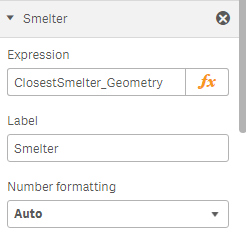 Smelter
Expression
ClosestSmelter_Geometry
fx
Label
Smelter
Number formatting
Auto